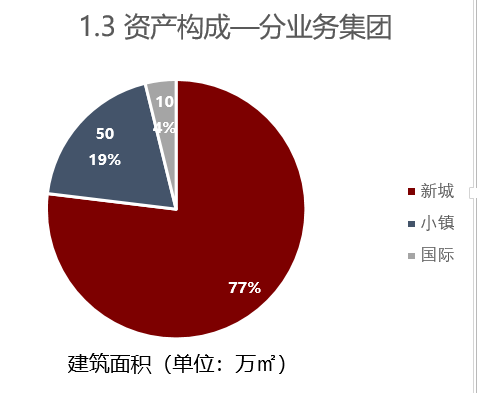 1.3 资产构成—分业务集团
10
4%
50
19%
77%
新城
小镇
国际
建筑面积（单位：万㎡）